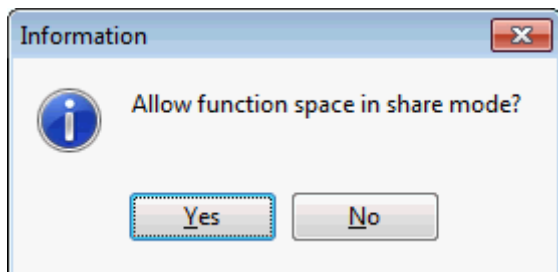 Information
Allow function space in share mode?
Yes
No